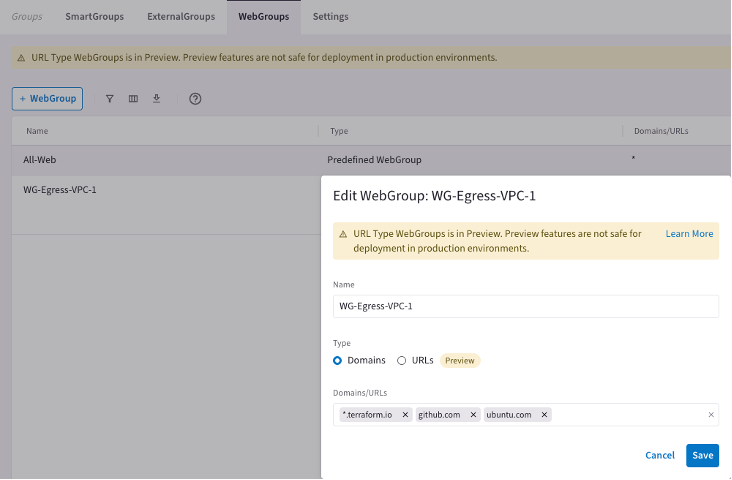 Groups SmartGroups ExternalGroups WebGroups Settings
URL Type WebGroups is in Preview. Preview features are not safe for deployment in production environments.
+ WebGroup
Name Type Domains/URLs
All-Web Predefined WebGroup *
WG-Egress-VPC-1
Edit WebGroup: WG-Egress-VPC-1
URL Type WebGroups is in Preview. Preview features are not safe for Learn More
deployment in production environments.
Name
WG-Egress-VPC-1
Type
Domains URLs Preview
Domains/URLs
*.terraform.io github.com ubuntu.com
Cancel Save